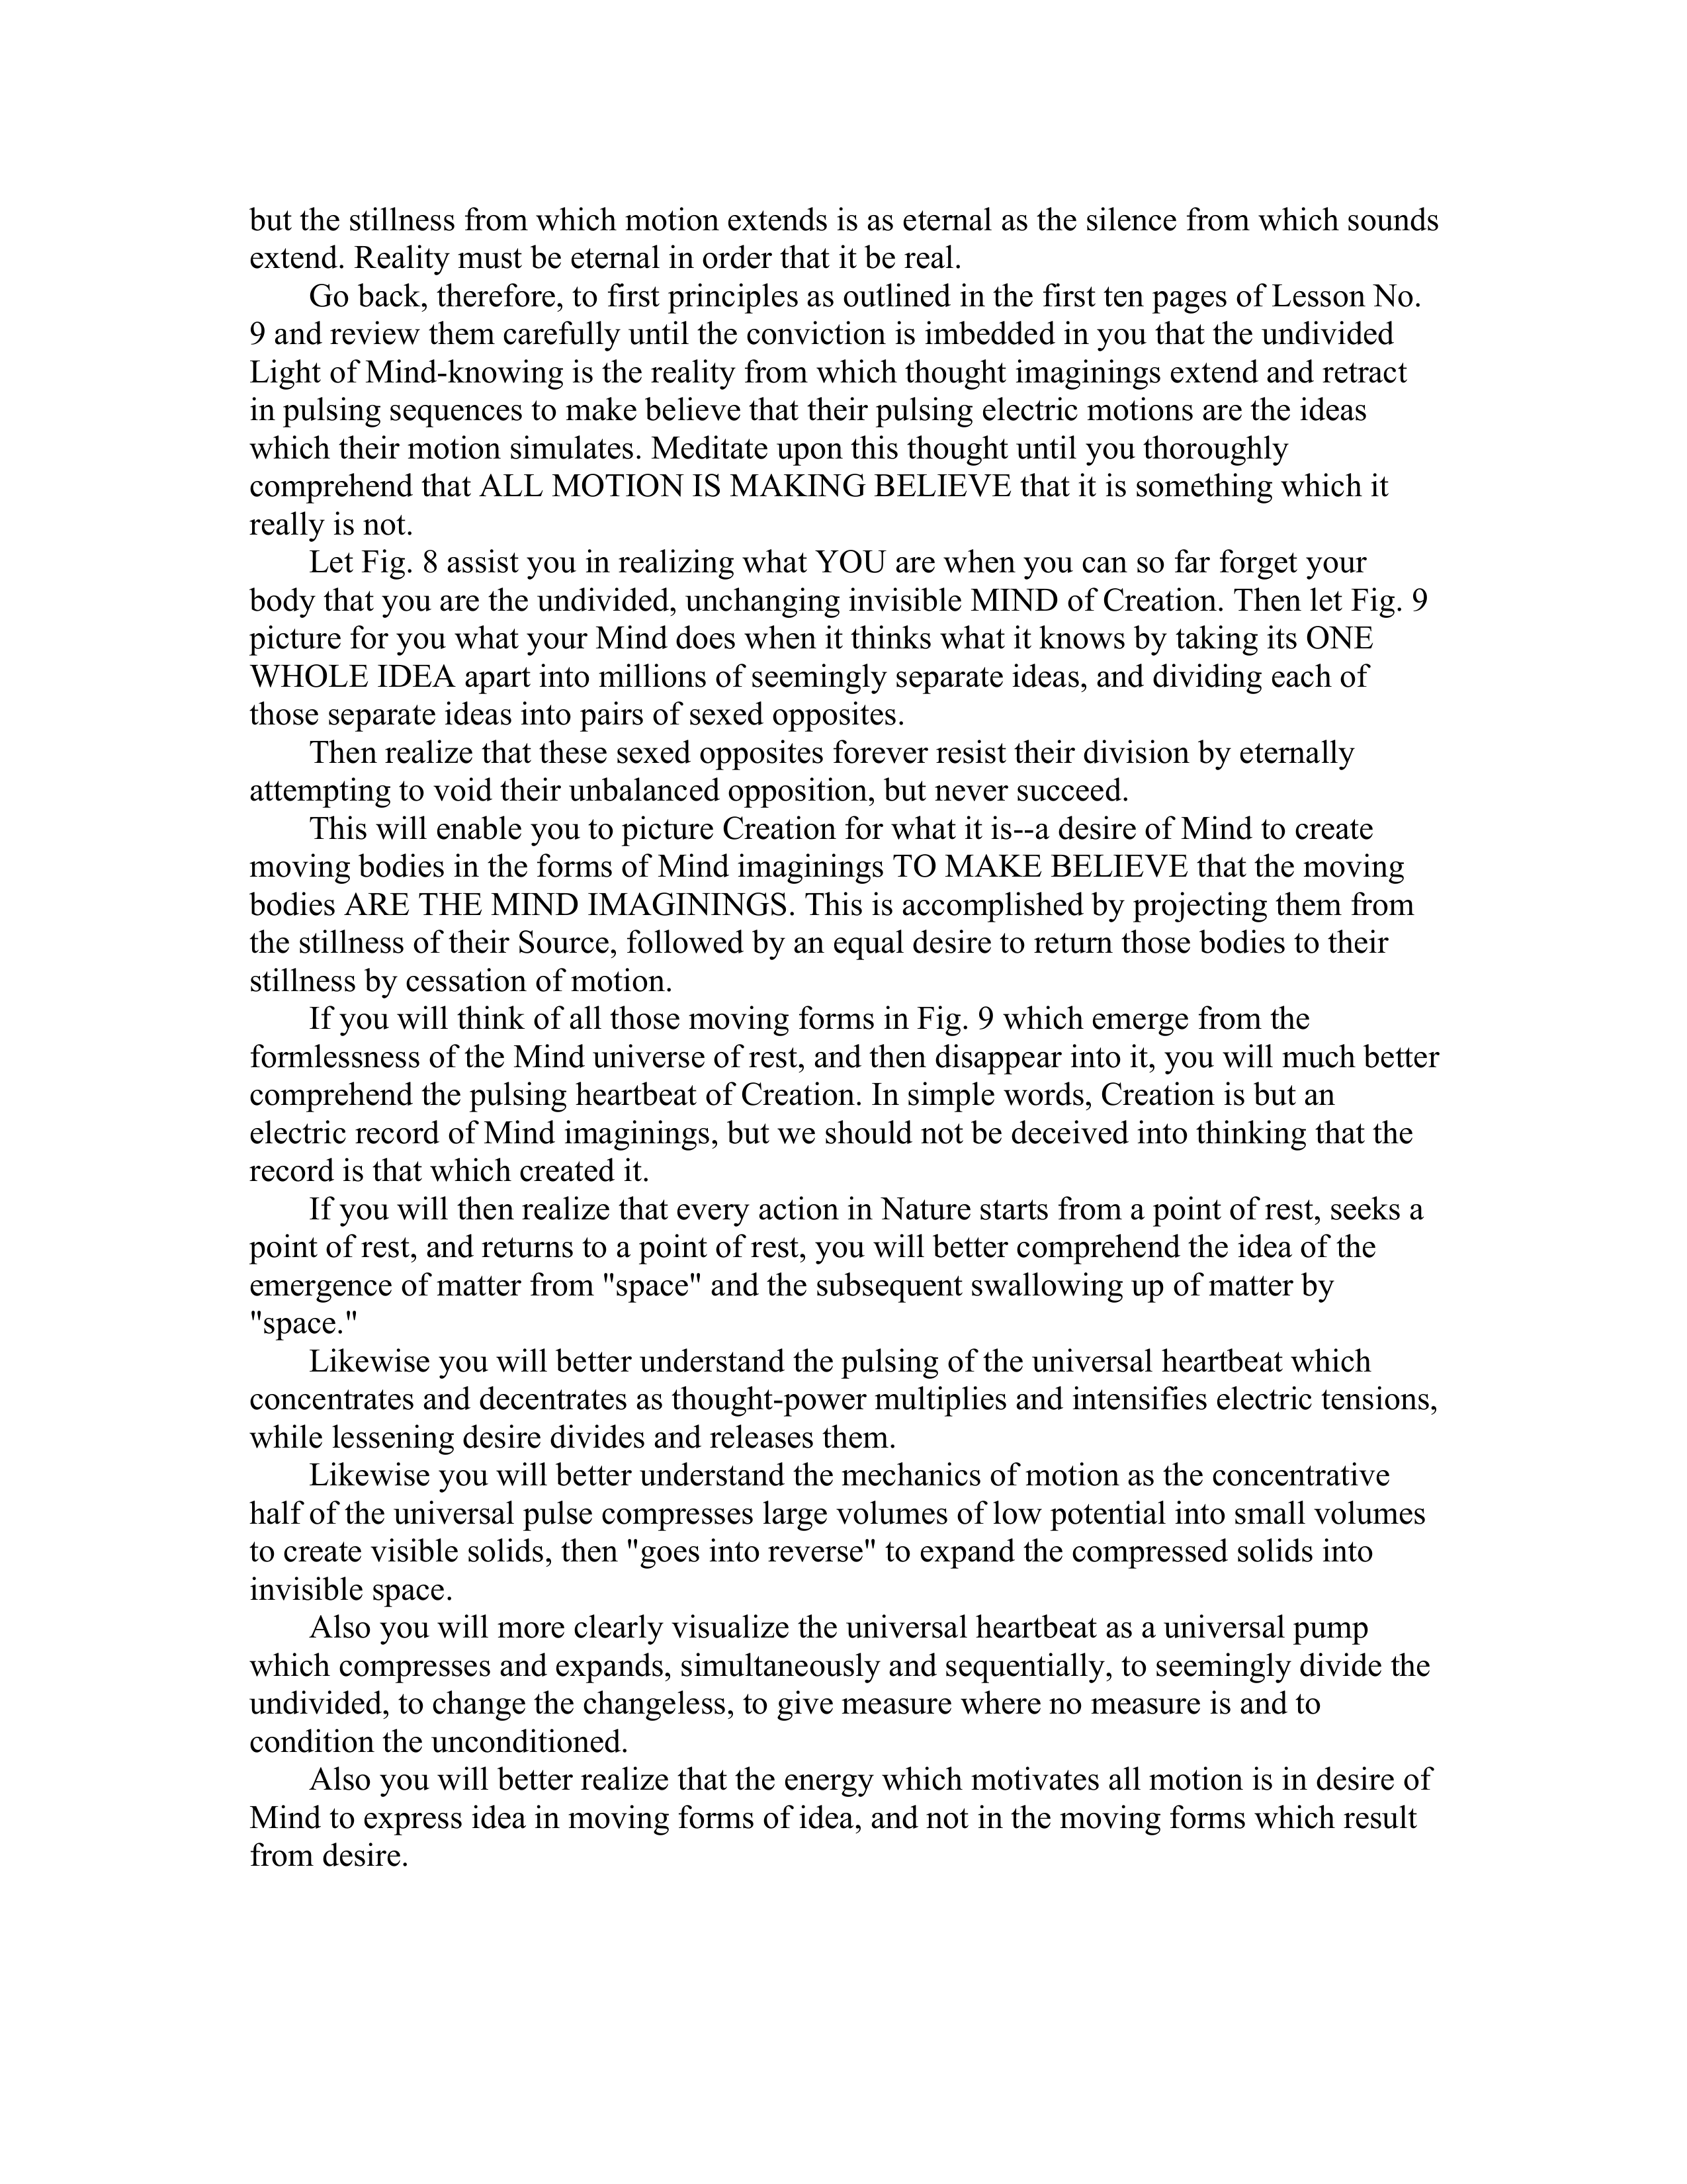 but the stillness from which motion extends is as eternal as the silence from which sounds
extend. Reality must be eternal in order that it be real.
Go back, therefore, to first principles as outlined in the first ten pages of Lesson No.
9 and review them carefully until the conviction is imbedded in you that the undivided
Light of Mind-knowing is the reality from which thought imaginings extend and retract
in pulsing sequences to make believe that their pulsing electric motions are the ideas
which their motion simulates. Meditate upon this thought until you thoroughly
comprehend that ALL MOTION IS MAKING BELIEVE that it is something which it
really is not.
Let Fig. 8 assist you in realizing what YOU are when you can so far forget your
body that you are the undivided, unchanging invisible MIND of Creation. Then let Fig. 9
picture for you what your Mind does when it thinks what it knows by taking its ONE
WHOLE IDEA apart into millions of seemingly separate ideas, and dividing each of
those separate ideas into pairs of sexed opposites.
Then realize that these sexed opposites forever resist their division by eternally
attempting to void their unbalanced opposition, but never succeed.
This will enable you to picture Creation for what it is--a desire of Mind to create
moving bodies in the forms of Mind imaginings TO MAKE BELIEVE that the moving
bodies ARE THE MIND IMAGININGS. This is accomplished by projecting them from
the stillness of their Source, followed by an equal desire to return those bodies to their
stillness by cessation of motion.
If you will think of all those moving forms in Fig. 9 which emerge from the
formlessness of the Mind universe of rest, and then disappear into it, you will much better
comprehend the pulsing heartbeat of Creation. In simple words, Creation is but an
electric record of Mind imaginings, but we should not be deceived into thinking that the
record is that which created it.
If you will then realize that every action in Nature starts from a point of rest, seeks a
point of rest, and returns to a point of rest, you will better comprehend the idea of the
emergence of matter from "space" and the subsequent swallowing up of matter by
"space."
Likewise you will better understand the pulsing of the universal heartbeat which
concentrates and decentrates as thought-power multiplies and intensifies electric tensions,
while lessening desire divides and releases them.
Likewise you will better understand the mechanics of motion as the concentrative
half of the universal pulse compresses large volumes of low potential into small volumes
to create visible solids, then "goes into reverse" to expand the compressed solids into
invisible space.
Also you will more clearly visualize the universal heartbeat as a universal pump
which compresses and expands, simultaneously and sequentially, to seemingly divide the
undivided, to change the changeless, to give measure where no measure is and to
condition the unconditioned.
Also you will better realize that the energy which motivates all motion is in desire of
Mind to express idea in moving forms of idea, and not in the moving forms which result
from desire.